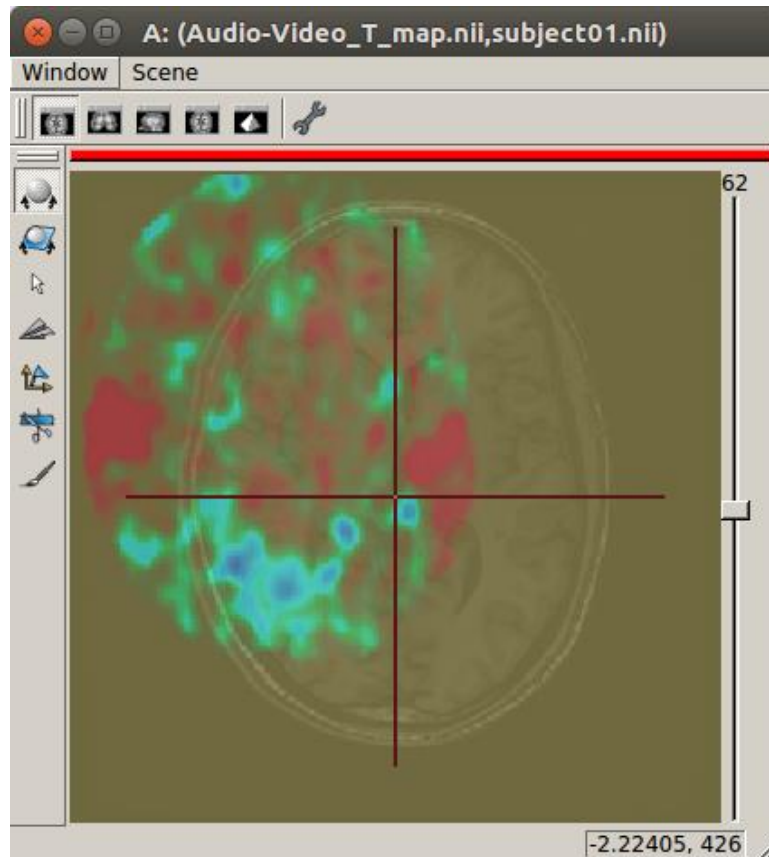 A: (Audio-Video_T_map.nii,subject01.nii)
Window Scene
62
-2.22405, 426